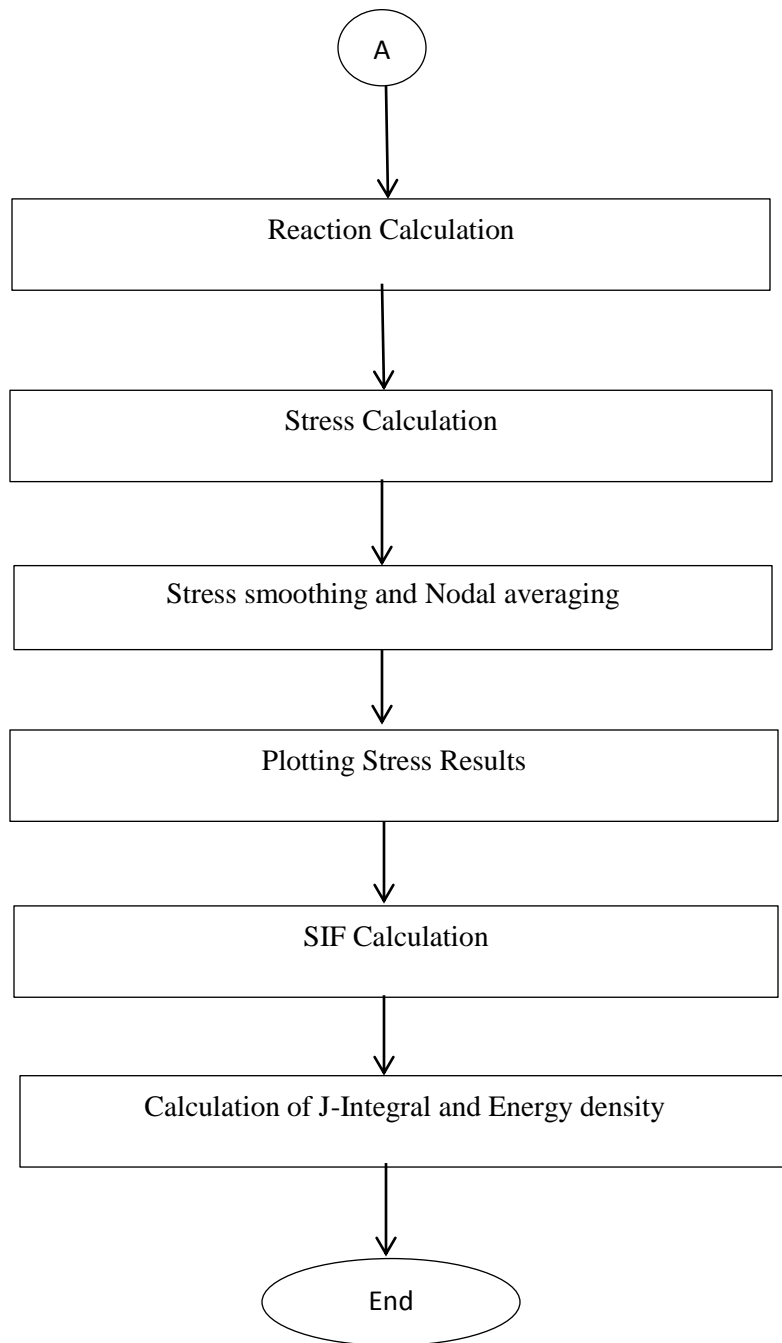 A
Reaction Calculation
Stress Calculation
Stress smoothing and Nodal averaging
Plotting Stress Results
SIF Calculation
Calculation of J-Integral and Energy density
End